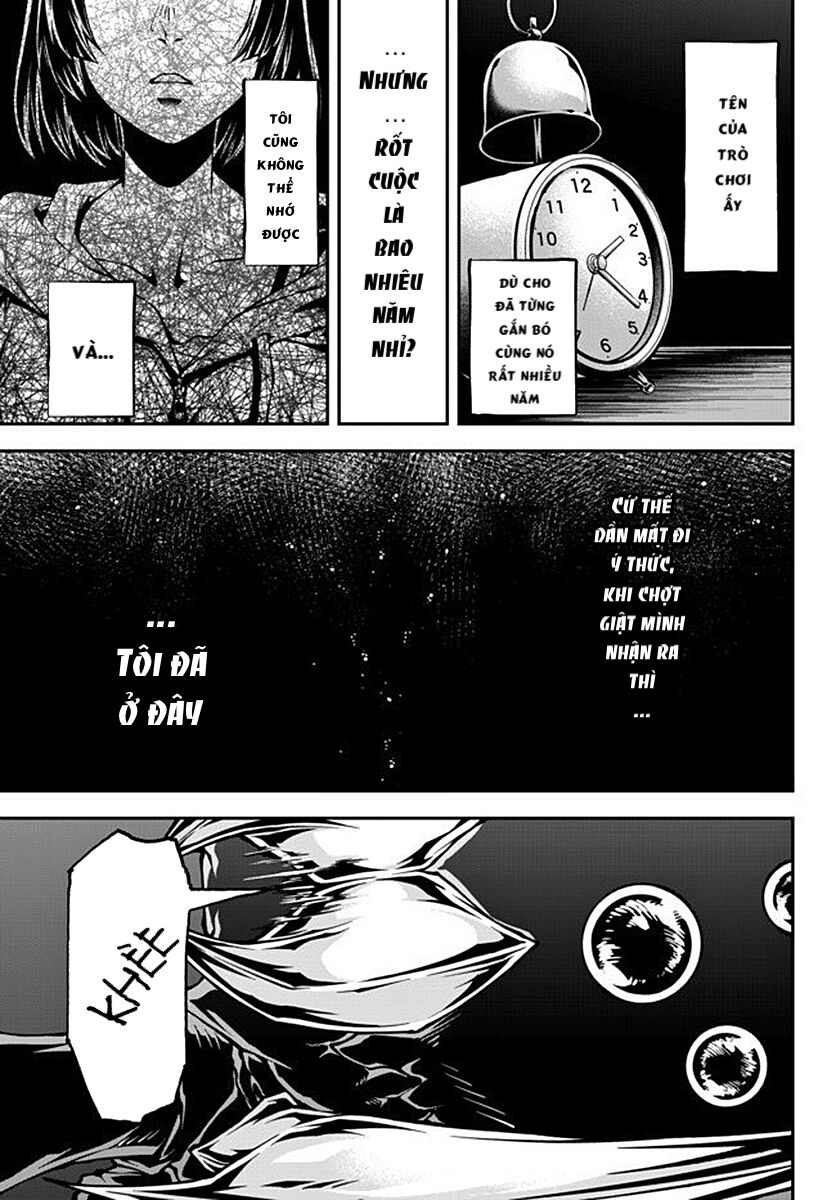 TÊN
CỦA
TRÒ
CHƠI
ẤY
DÙ CHO
ĐÃ TỪNG
GẮN BÓ
CÙNG NÓ
RẤT NHIỀU
NĂM
12
11
1
10
2
3
4
5
6
7
...
NHƯNG
...
RỐT
CUỘC
LÀ
BAO
NHIÊU
NĂM
NHỈ?
TÔI
CŨNG
KHÔNG
THỂ
NHỚ
ĐƯỢC
VÀ...
CỨ THẾ
DẦN MẤT ĐI
Ý THỨC,
KHI CHỢT
GIẬT MÌNH
NHẬN RA
THÌ
...
...
TÔI ĐÃ
Ở ĐÂY
KHÈE